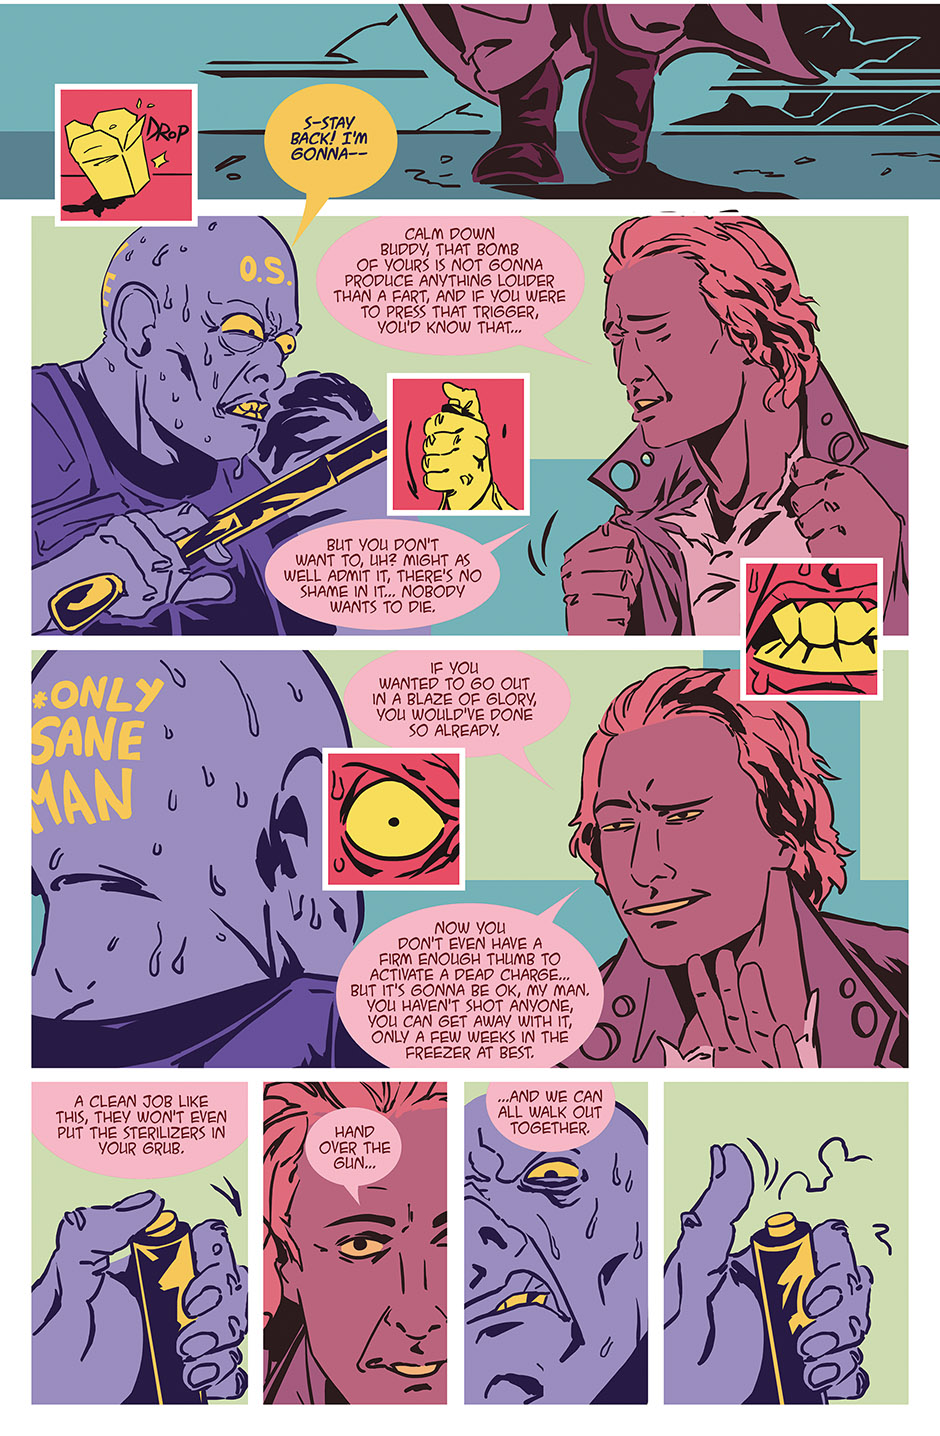 DROP
S-STAY
BACK! I'M
GONNA--
O.S.
CALM DOWN
BUDDY, THAT BOMB
OF YOURS IS NOT GONNA
PRODUCE ANYTHING LOUDER
THAN A FART, AND IF YOU WERE
TO PRESS THAT TRIGGER,
YOU'D KNOW THAT...
BUT YOU DON'T
WANT TO, UH? MIGHT AS
WELL ADMIT IT, THERE'S NO
SHAME IN IT... NOBODY
WANTS TO DIE.
*ONLY
SANE
MAN
IF YOU
WANTED TO GO OUT
IN A BLAZE OF GLORY,
YOU WOULD'VE DONE
SO ALREADY.
NOW YOU
DON'T EVEN HAVE A
FIRM ENOUGH THUMB TO
ACTIVATE A DEAD CHARGE...
BUT IT'S GONNA BE OK, MY MAN.
YOU HAVEN'T SHOT ANYONE,
YOU CAN GET AWAY WITH IT,
ONLY A FEW WEEKS IN THE
FREEZER AT BEST.
A CLEAN JOB LIKE
THIS, THEY WON'T EVEN
PUT THE STERILIZERS IN
YOUR GRUB.
HAND
OVER THE
GUN...
...AND WE CAN
ALL WALK OUT
TOGETHER.